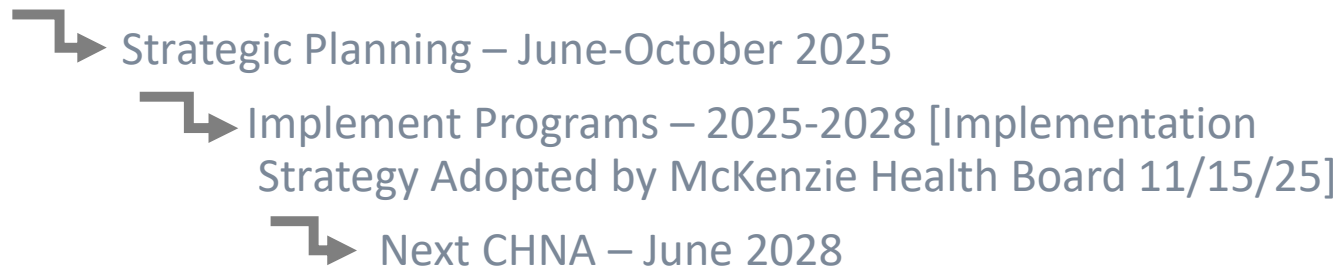 Strategic Planning – June-October 2025
Implement Programs – 2025-2028 [Implementation
Strategy Adopted by McKenzie Health Board 11/15/25]
Next CHNA – June 2028